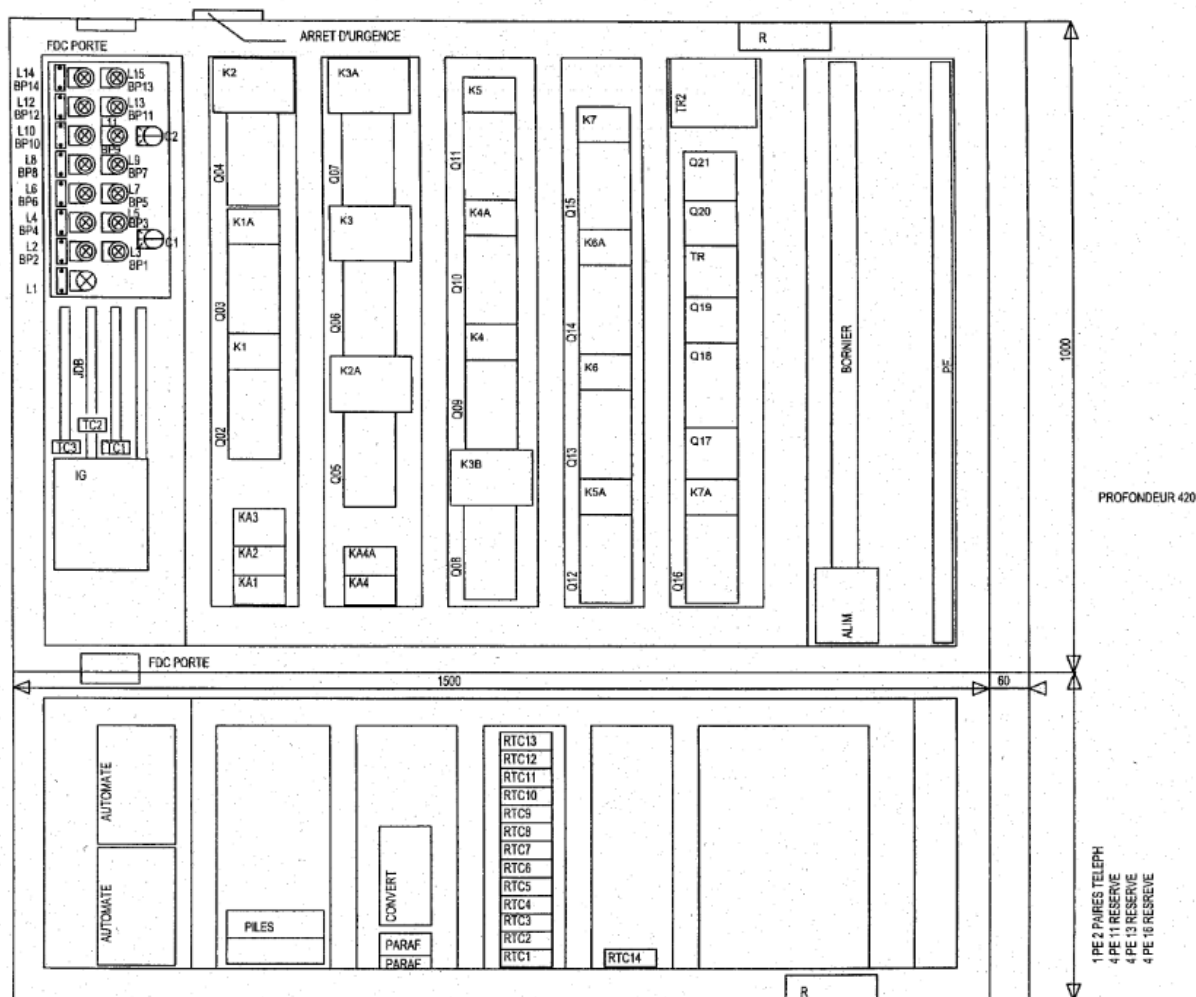 ARRET D'URGENCE
R
FDC PORTE
L14
BP14
L15
BP13
L12
BP12
L13
BP11
L10
BP10
L11
BP9
C2
L8
BP8
L9
BP7
L6
BP6
L7
BP5
L4
BP4
L5
BP3
C1
L2
BP2
L3
BP1
L1
JDB
TC2
TC3
TC1
IG
K2
Q04
K1A
Q03
K1
Q02
KA3
KA2
KA1
K3A
Q07
K3
Q06
K2A
Q05
KA4A
KA4
K5
Q11
K4A
Q10
K4
Q09
K3B
Q08
K7
Q15
K6A
Q14
K6
Q13
K5A
Q12
TR2
Q21
Q20
TR
Q19
Q18
Q17
K7A
Q16
BORNIER
ALIM
PE
1000
PROFONDEUR 420
FDC PORTE
1500
60
AUTOMATE
AUTOMATE
PILES
CONVERT
PARAF
PARAF
RTC13
RTC12
RTC11
RTC10
RTC9
RTC8
RTC7
RTC6
RTC5
RTC4
RTC3
RTC2
RTC1
RTC14
R
1 PE 2 PAIRES TELEPH
4 PE 11 RESERVE
4 PE 13 RESERVE
4 PE 16 RESREVE